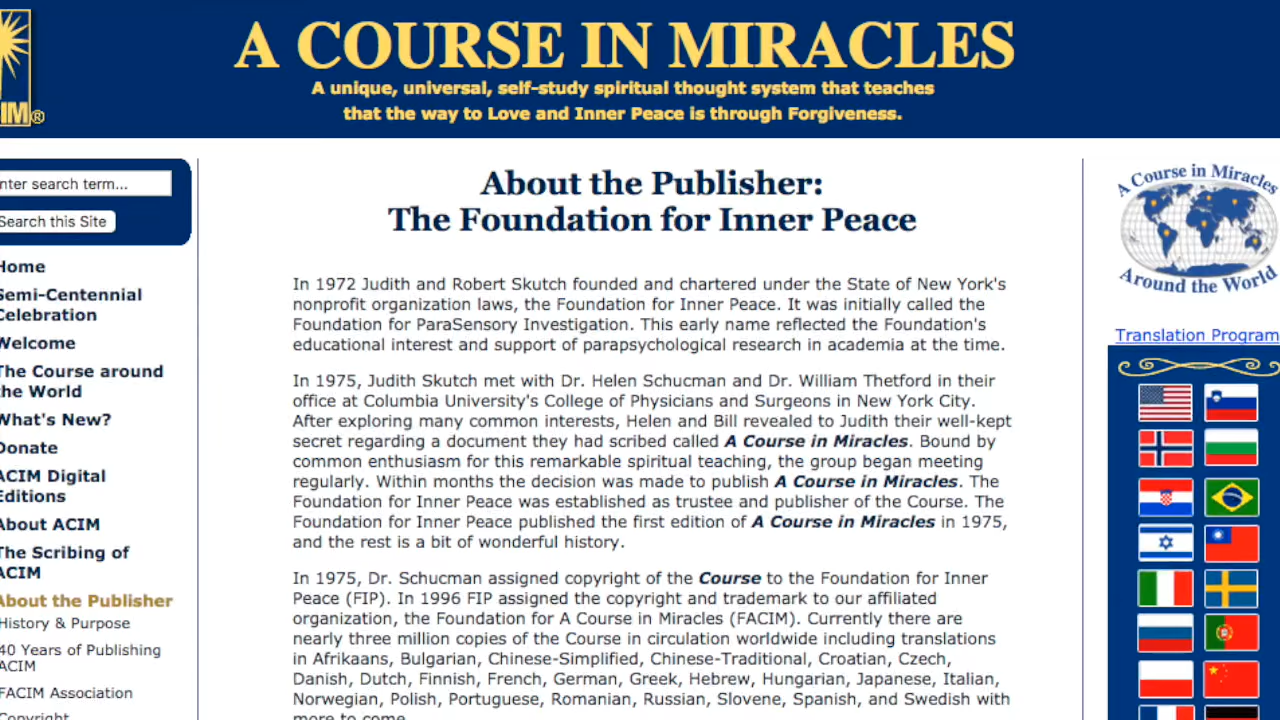 A COURSE IN MIRACLES
A unique, universal, self-study spiritual thought system that teaches
that the way to Love and Inner Peace is through Forgiveness.
IM®
nter search term...
Search this Site
Home
Semi-Centennial
Celebration
Welcome
The Course around
the World
What's New?
Donate
ACIM Digital
Editions
About ACIM
The Scribing of
ACIM
About the Publisher
History & Purpose
40 Years of Publishing
ACIM
FACIM Association
Copyright
About the Publisher:
The Foundation for Inner Peace
In 1972 Judith and Robert Skutch founded and chartered under the State of New York's
nonprofit organization laws, the Foundation for Inner Peace. It was initially called the
Foundation for ParaSensory Investigation. This early name reflected the Foundation's
educational interest and support of parapsychological research in academia at the time.
In 1975, Judith Skutch met with Dr. Helen Schucman and Dr. William Thetford in their
office at Columbia University's College of Physicians and Surgeons in New York City.
After exploring many common interests, Helen and Bill revealed to Judith their well-kept
secret regarding a document they had scribed called A Course in Miracles. Bound by
common enthusiasm for this remarkable spiritual teaching, the group began meeting
regularly. Within months the decision was made to publish A Course in Miracles. The
Foundation for Inner Peace was established as trustee and publisher of the Course. The
Foundation for Inner Peace published the first edition of A Course in Miracles in 1975,
and the rest is a bit of wonderful history.
In 1975, Dr. Schucman assigned copyright of the Course to the Foundation for Inner
Peace (FIP). In 1996 FIP assigned the copyright and trademark to our affiliated
organization, the Foundation for A Course in Miracles (FACIM). Currently there are
nearly three million copies of the Course in circulation worldwide including translations
in Afrikaans, Bulgarian, Chinese-Simplified, Chinese-Traditional, Croatian, Czech,
Danish, Dutch, Finnish, French, German, Greek, Hebrew, Hungarian, Japanese, Italian,
Norwegian, Polish, Portuguese, Romanian, Russian, Slovene, Spanish, and Swedish with
more to come.
A Course in Miracles
Around the World
Translation Program